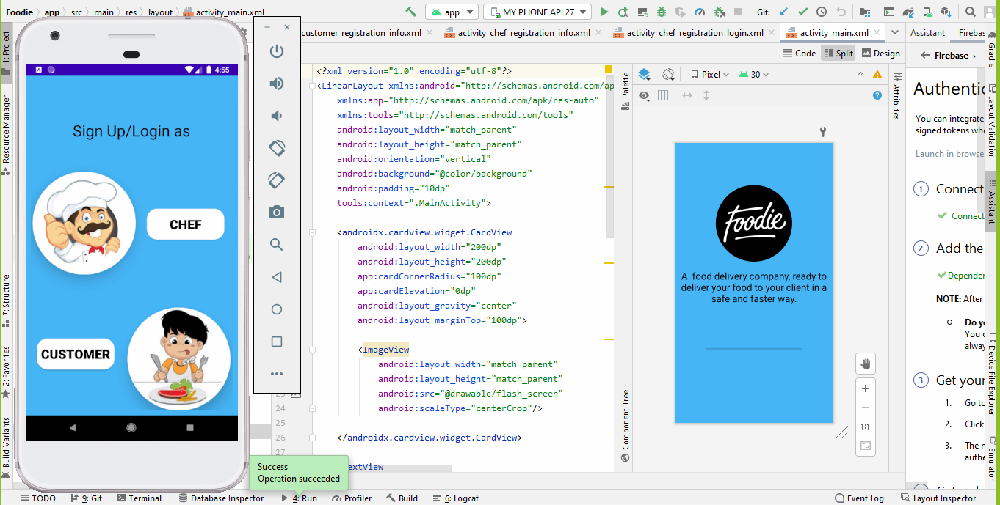 Foodie
app
src
main
res
layout
activity_main.xml
app
MY PHONE API 27
Git:
customer_registration_info.xml
activity_chef_registration_info.xml
activity_chef_registration_login.xml
activity_main.xml
Assistant
Code
Split
Design
Firebase ›
1: Project
Resource Manager
7: Structure
2: Favorites
Build Variants
4:55
Sign Up/Login as
CHEF
CUSTOMER
<?xml version="1.0" encoding="utf-8"?>
<LinearLayout xmlns:android="http://schemas.android.com/ap
xmlns:app="http://schemas.android.com/apk/res-auto"
xmlns:tools="http://schemas.android.com/tools"
android:layout_width="match_parent"
android:layout_height="match_parent"
android:orientation="vertical"
android:background="@color/background"
android:padding="10dp"
tools:context=".MainActivity">
<androidx.cardview.widget.CardView
android:layout_width="200dp"
android:layout_height="200dp"
app:cardCornerRadius="100dp"
app:cardElevation="0dp"
android:layout_gravity="center"
android:layout_marginTop="100dp">
<ImageView
android:layout_width="match_parent"
android:layout_height="match_parent"
android:src="@drawable/flash_screen"
24 android:scaleType="centerCrop"/>
25
26 </androidx.cardview.widget.CardView>
27
extView
Success
Operation succeeded
Palette
Component Tree
Pixel
30
Attributes
Foodie
A food delivery company, ready to
deliver your food to your client in a
safe and faster way.
1:1
You can integrate
signed tokens
Launch in browse
1 Connect
Connect
2 Add the
NOTE: After
3 Get your
1. Go to
2. Click
3. The
Gradle
Layout Validation
Assistant
Device File Explorer
Emulator
TODO
9: Git
Terminal
Database Inspector
4: Run
Profiler
Build
6: Logcat
Event Log
Layout Inspector